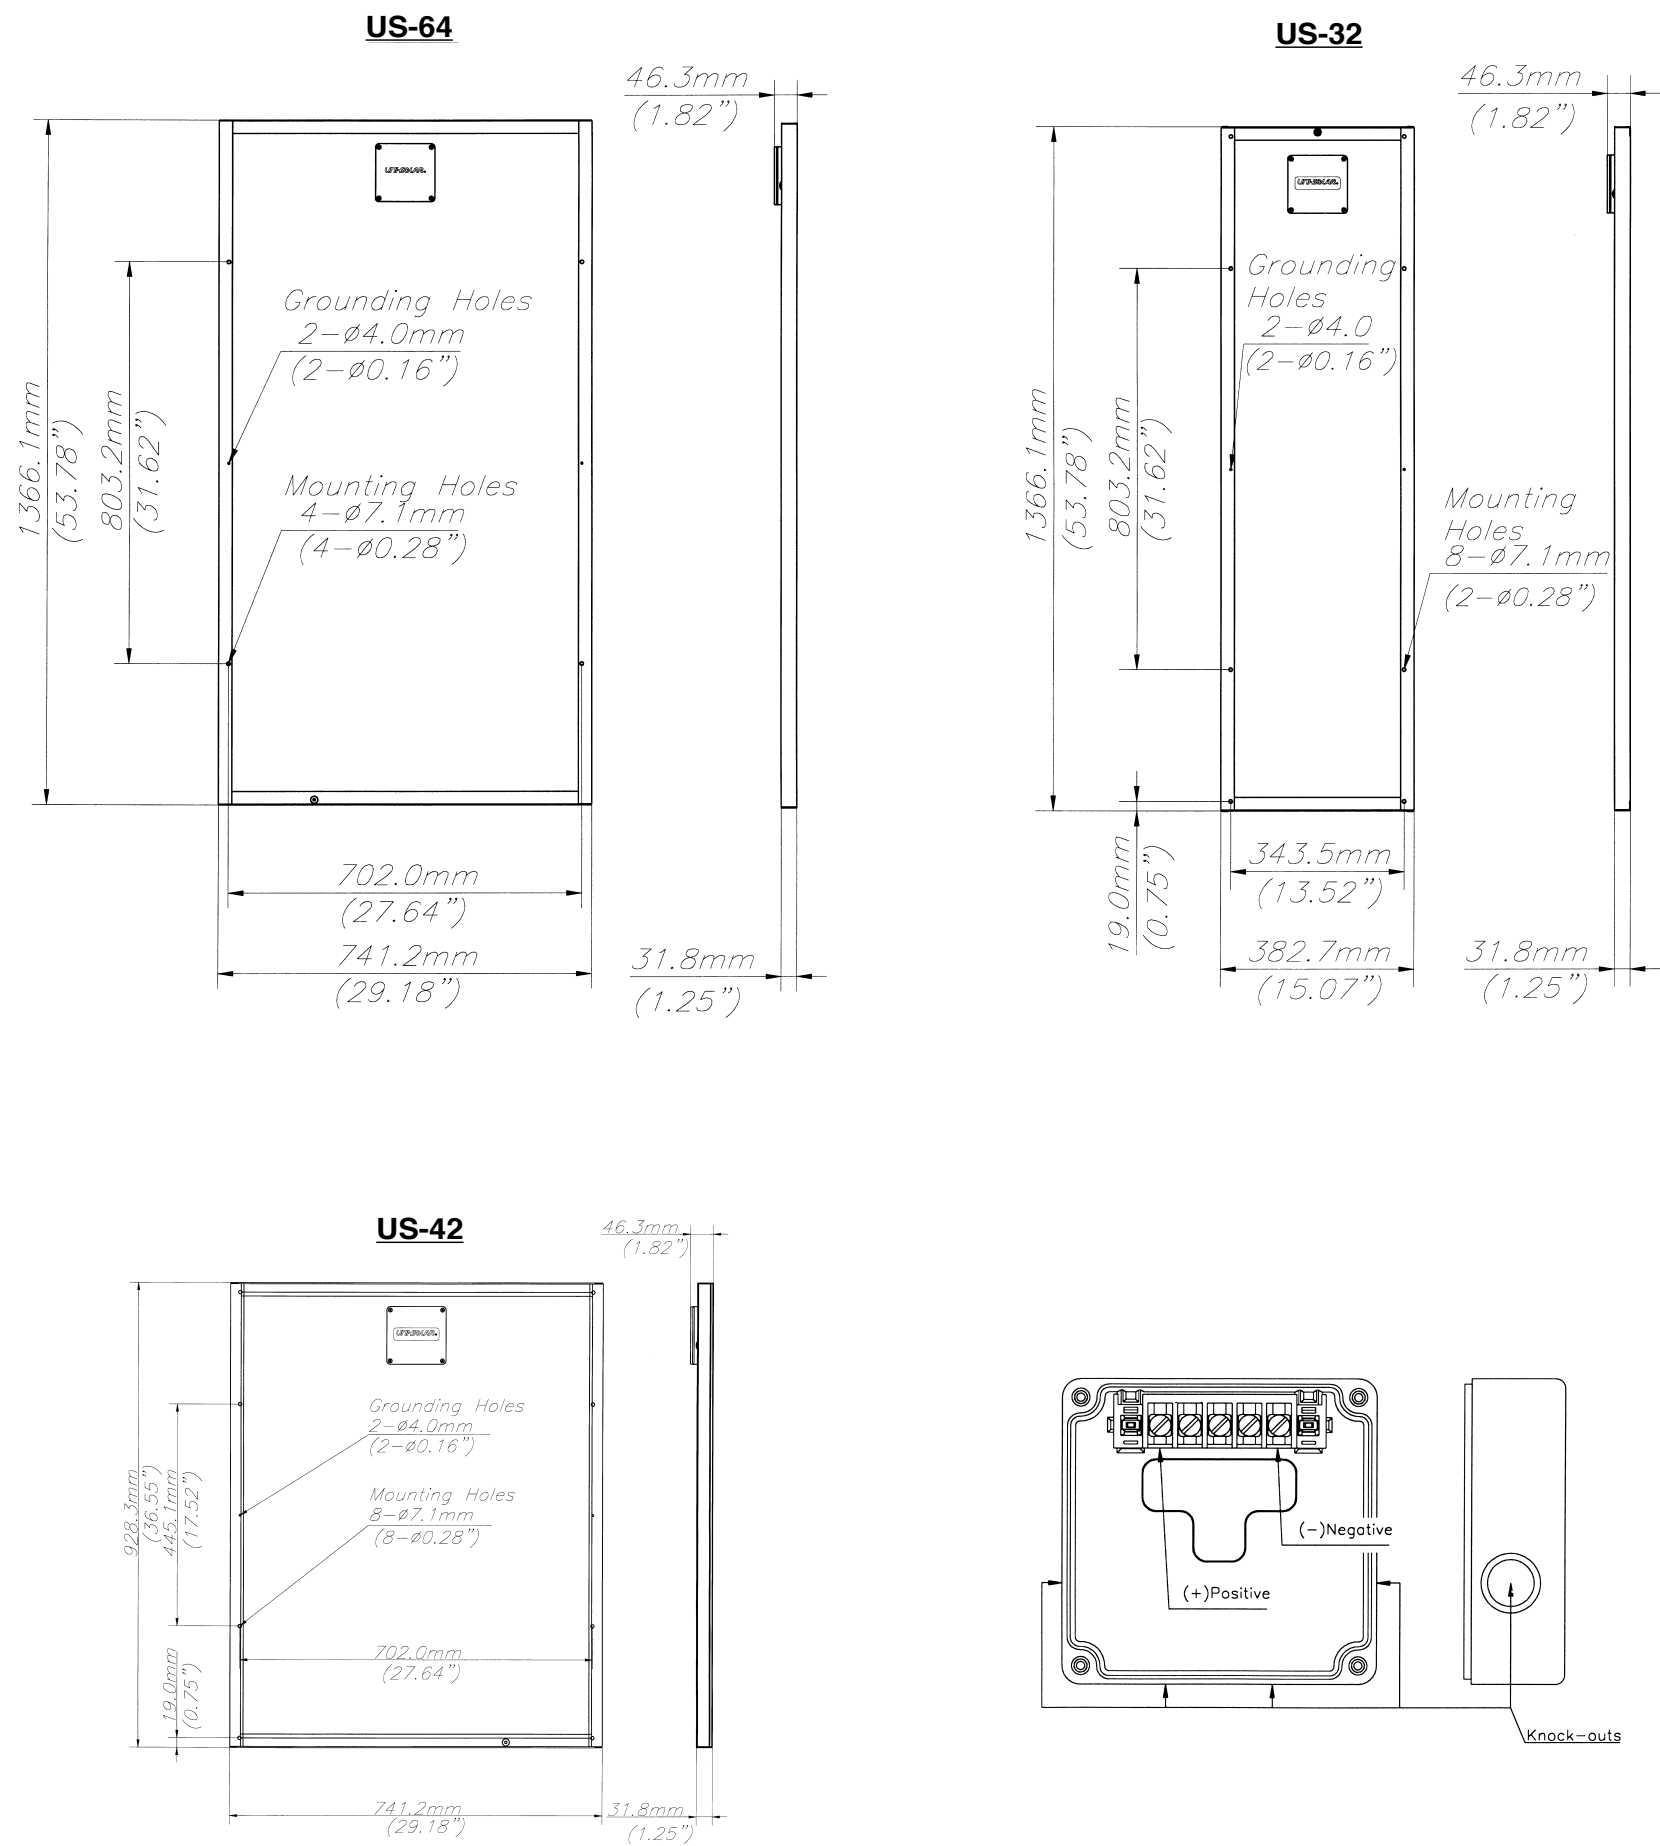 US-64
46.3mm
(1.82")
UNI-SOLAR.
Grounding Holes
2-ø4.0mm
(2-ø0.16")
1366.1mm
(53.78")
803.2mm
(31.62")
Mounting Holes
4-ø7.1mm
(4-ø0.28")
702.0mm
(27.64")
741.2mm
(29.18")
31.8mm
(1.25")
US-32
46.3mm
(1.82")
UNI-SOLAR.
Grounding
Holes
2-ø4.0
(2-ø0.16")
1366.1mm
(53.78")
803.2mm
(31.62")
Mounting
Holes
8-ø7.1mm
(2-ø0.28")
19.0mm
(0.75")
343.5mm
(13.52")
382.7mm
(15.07")
31.8mm
(1.25")
US-42
46.3mm
(1.82")
UNI-SOLAR.
Grounding Holes
2-ø4.0mm
(2-ø0.16")
928.3mm
(36.55")
445.1mm
(17.52")
Mounting Holes
8-ø7.1mm
(8-ø0.28")
702.0mm
(27.64")
19.0mm
(0.75")
741.2mm
(29.18")
31.8mm
(1.25")
(-)Negative
(+)Positive
Knock-outs